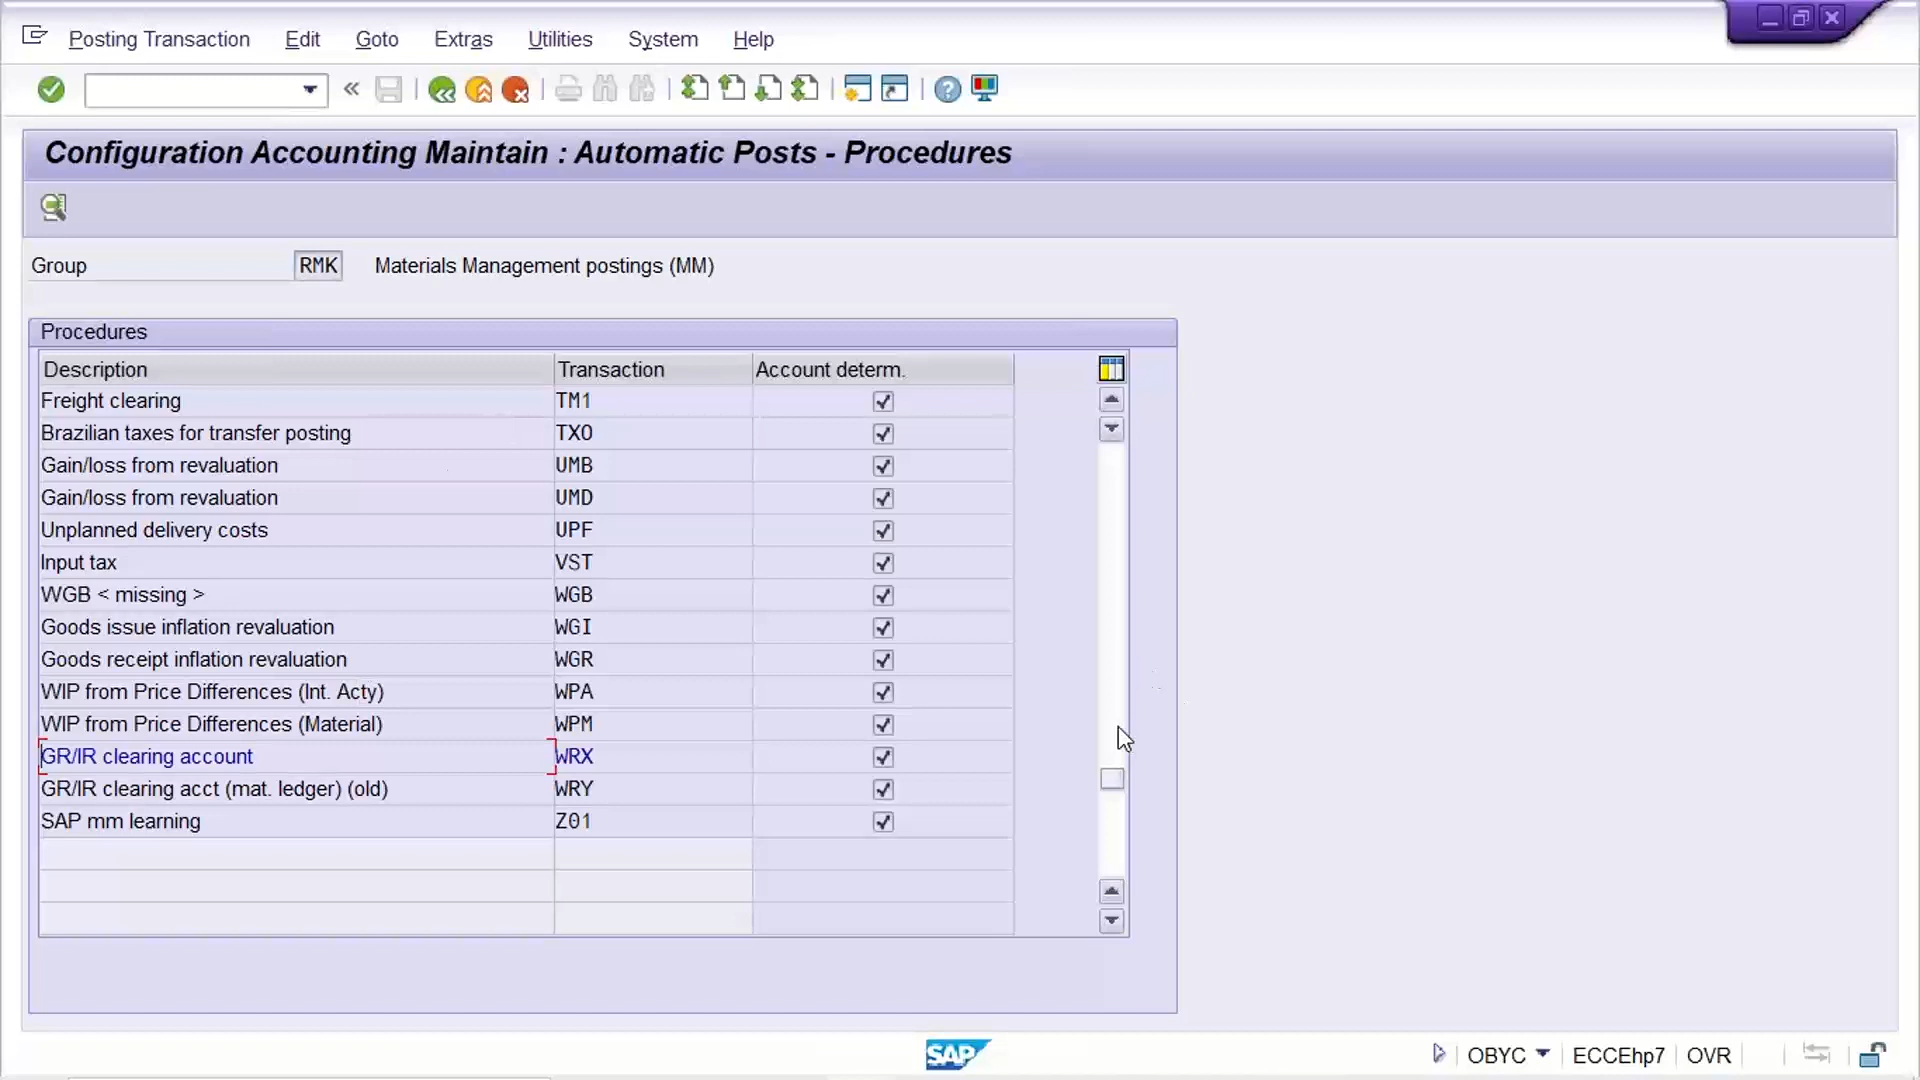 Posting Transaction Edit Goto Extras Utilities System Help
Configuration Accounting Maintain : Automatic Posts - Procedures
Group RMK Materials Management postings (MM)
Procedures
Description Transaction Account determ.
Freight clearing TM1
Brazilian taxes for transfer posting TXO
Gain/loss from revaluation UMB
Gain/loss from revaluation UMD
Unplanned delivery costs UPF
Input tax VST
WGB < missing > WGB
Goods issue inflation revaluation WGI
Goods receipt inflation revaluation WGR
WIP from Price Differences (Int. Acty) WPA
WIP from Price Differences (Material) WPM
GR/IR clearing account WRX
GR/IR clearing acct (mat. ledger) (old) WRY
SAP mm learning Z01
SAP OBYC ECCEhp7 OVR